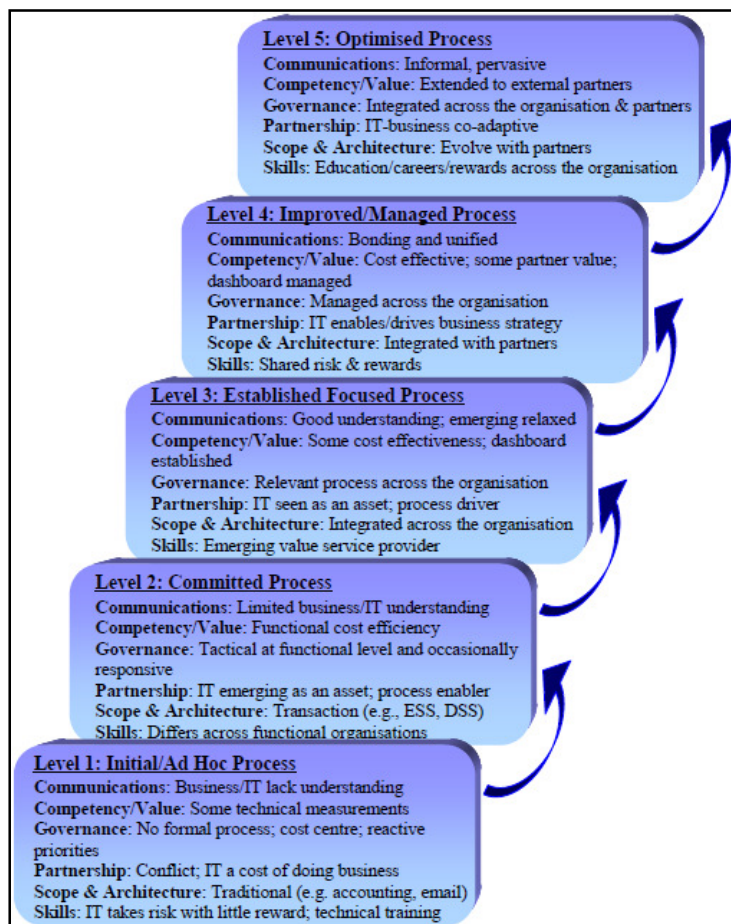 Level 5: Optimised Process
Communications: Informal, pervasive
Competency/Value: Extended to external partners
Governance: Integrated across the organisation & partners
Partnership: IT-business co-adaptive
Scope & Architecture: Evolve with partners
Skills: Education/careers/rewards across the organisation
Level 4: Improved/Managed Process
Communications: Bonding and unified
Competency/Value: Cost effective; some partner value;
dashboard managed
Governance: Managed across the organisation
Partnership: IT enables/drives business strategy
Scope & Architecture: Integrated with partners
Skills: Shared risk & rewards
Level 3: Established Focused Process
Communications: Good understanding; emerging relaxed
Competency/Value: Some cost effectiveness; dashboard
established
Governance: Relevant process across the organisation
Partnership: IT seen as an asset; process driver
Scope & Architecture: Integrated across the organisation
Skills: Emerging value service provider
Level 2: Committed Process
Communications: Limited business/IT understanding
Competency/Value: Functional cost efficiency
Governance: Tactical at functional level and occasionally
responsive
Partnership: IT emerging as an asset; process enabler
Scope & Architecture: Transaction (e.g., ESS, DSS)
Skills: Differs across functional organisations
Level 1: Initial/Ad Hoc Process
Communications: Business/IT lack understanding
Competency/Value: Some technical measurements
Governance: No formal process; cost centre; reactive
priorities
Partnership: Conflict; IT a cost of doing business
Scope & Architecture: Traditional (e.g. accounting, email)
Skills: IT takes risk with little reward; technical training